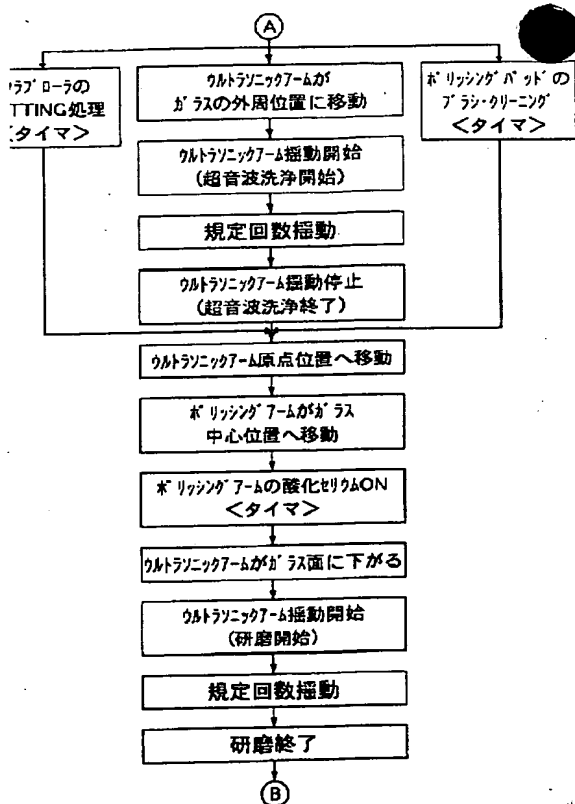 A
ラブローラの
TTING処理
<タイマ>
ウルトラソニックアームが
ガラスの外周位置に移動
ポリッシングパッドの
ブラシ・クリーニング
<タイマ>
ウルトラソニックアーム揺動開始
(超音波洗浄開始)
規定回数揺動
ウルトラソニックアーム揺動停止
(超音波洗浄終了)
ウルトラソニックアーム原点位置へ移動
ポリッシングアームがガラス
中心位置へ移動
ポリッシングアームの酸化セリウムON
<タイマ>
ウルトラソニックアームがガラス面に下がる
ウルトラソニックアーム揺動開始
(研磨開始)
規定回数揺動
研磨終了
B